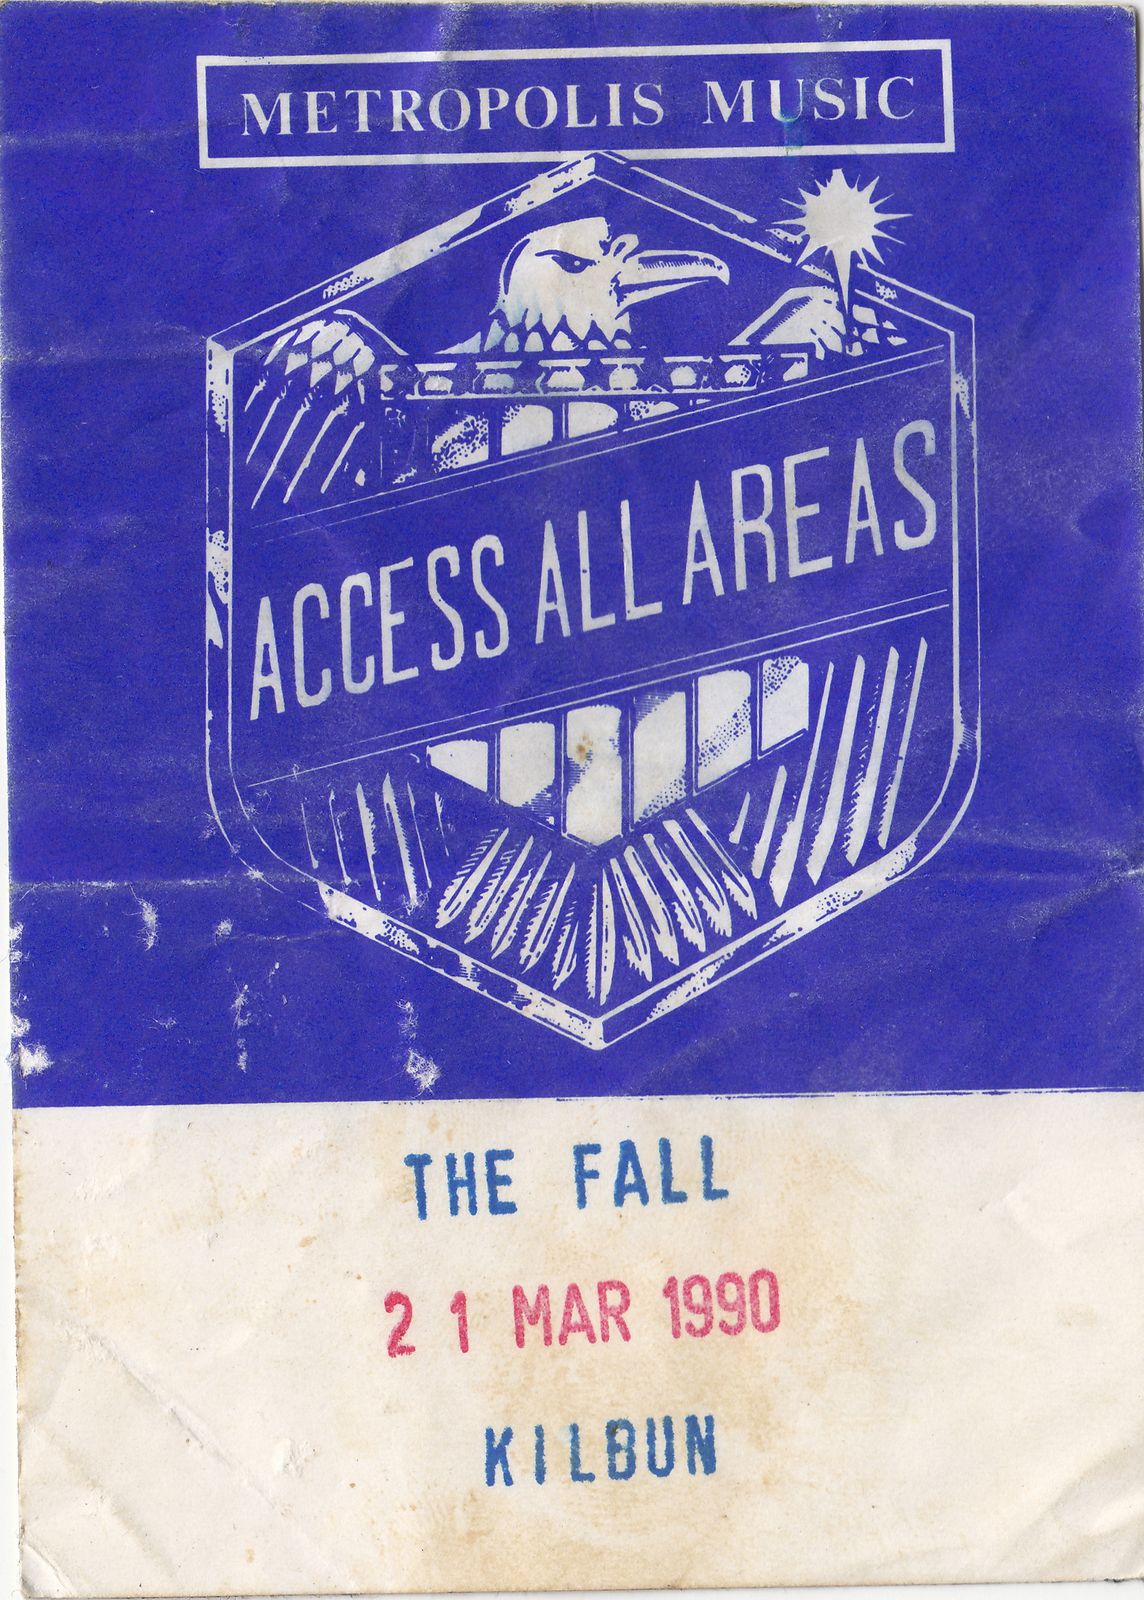 METROPOLIS MUSIC
ACCESS ALL AREAS
THE FALL
21 MAR 1990
KILBUN